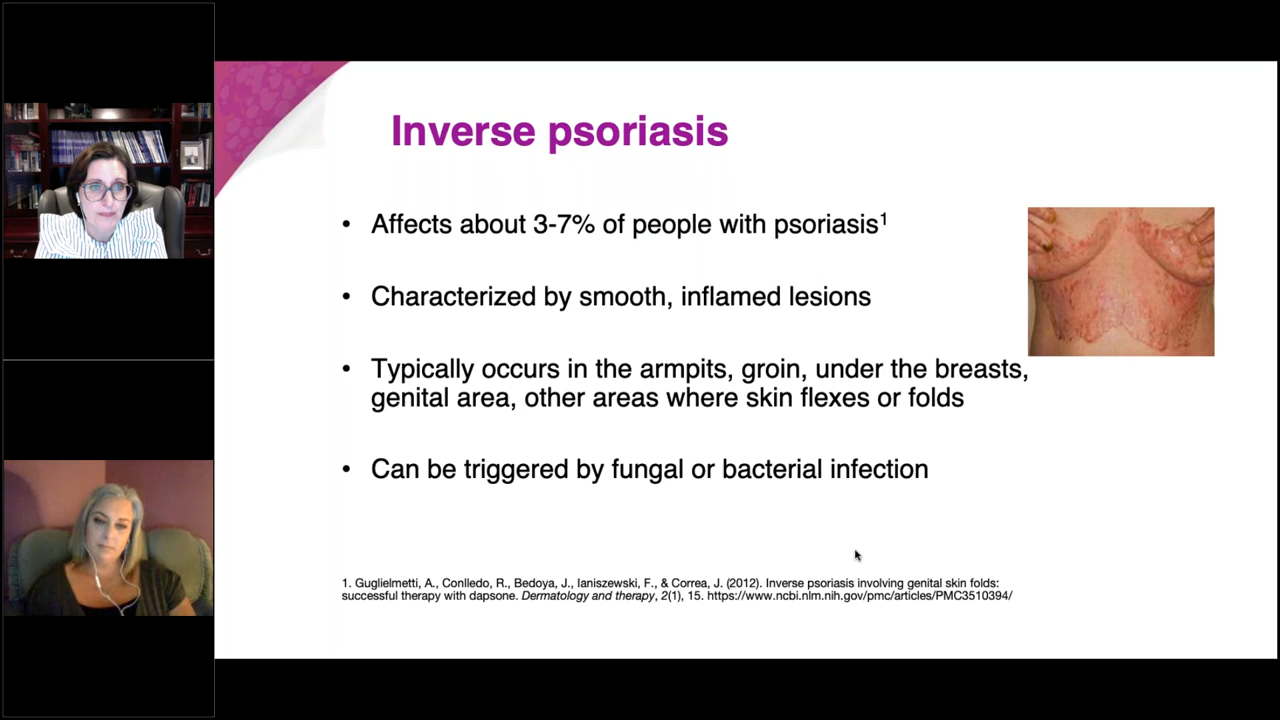 Inverse psoriasis
• Affects about 3-7% of people with psoriasis¹
• Characterized by smooth, inflamed lesions
• Typically occurs in the armpits, groin, under the breasts,
genital area, other areas where skin flexes or folds
• Can be triggered by fungal or bacterial infection
1. Guglielmetti, A., Conlledo, R., Bedoya, J., Ianiszewski, F., & Correa, J. (2012). Inverse psoriasis involving genital skin folds:
successful therapy with dapsone. Dermatology and therapy, 2(1), 15. https://www.ncbi.nlm.nih.gov/pmc/articles/PMC3510394/